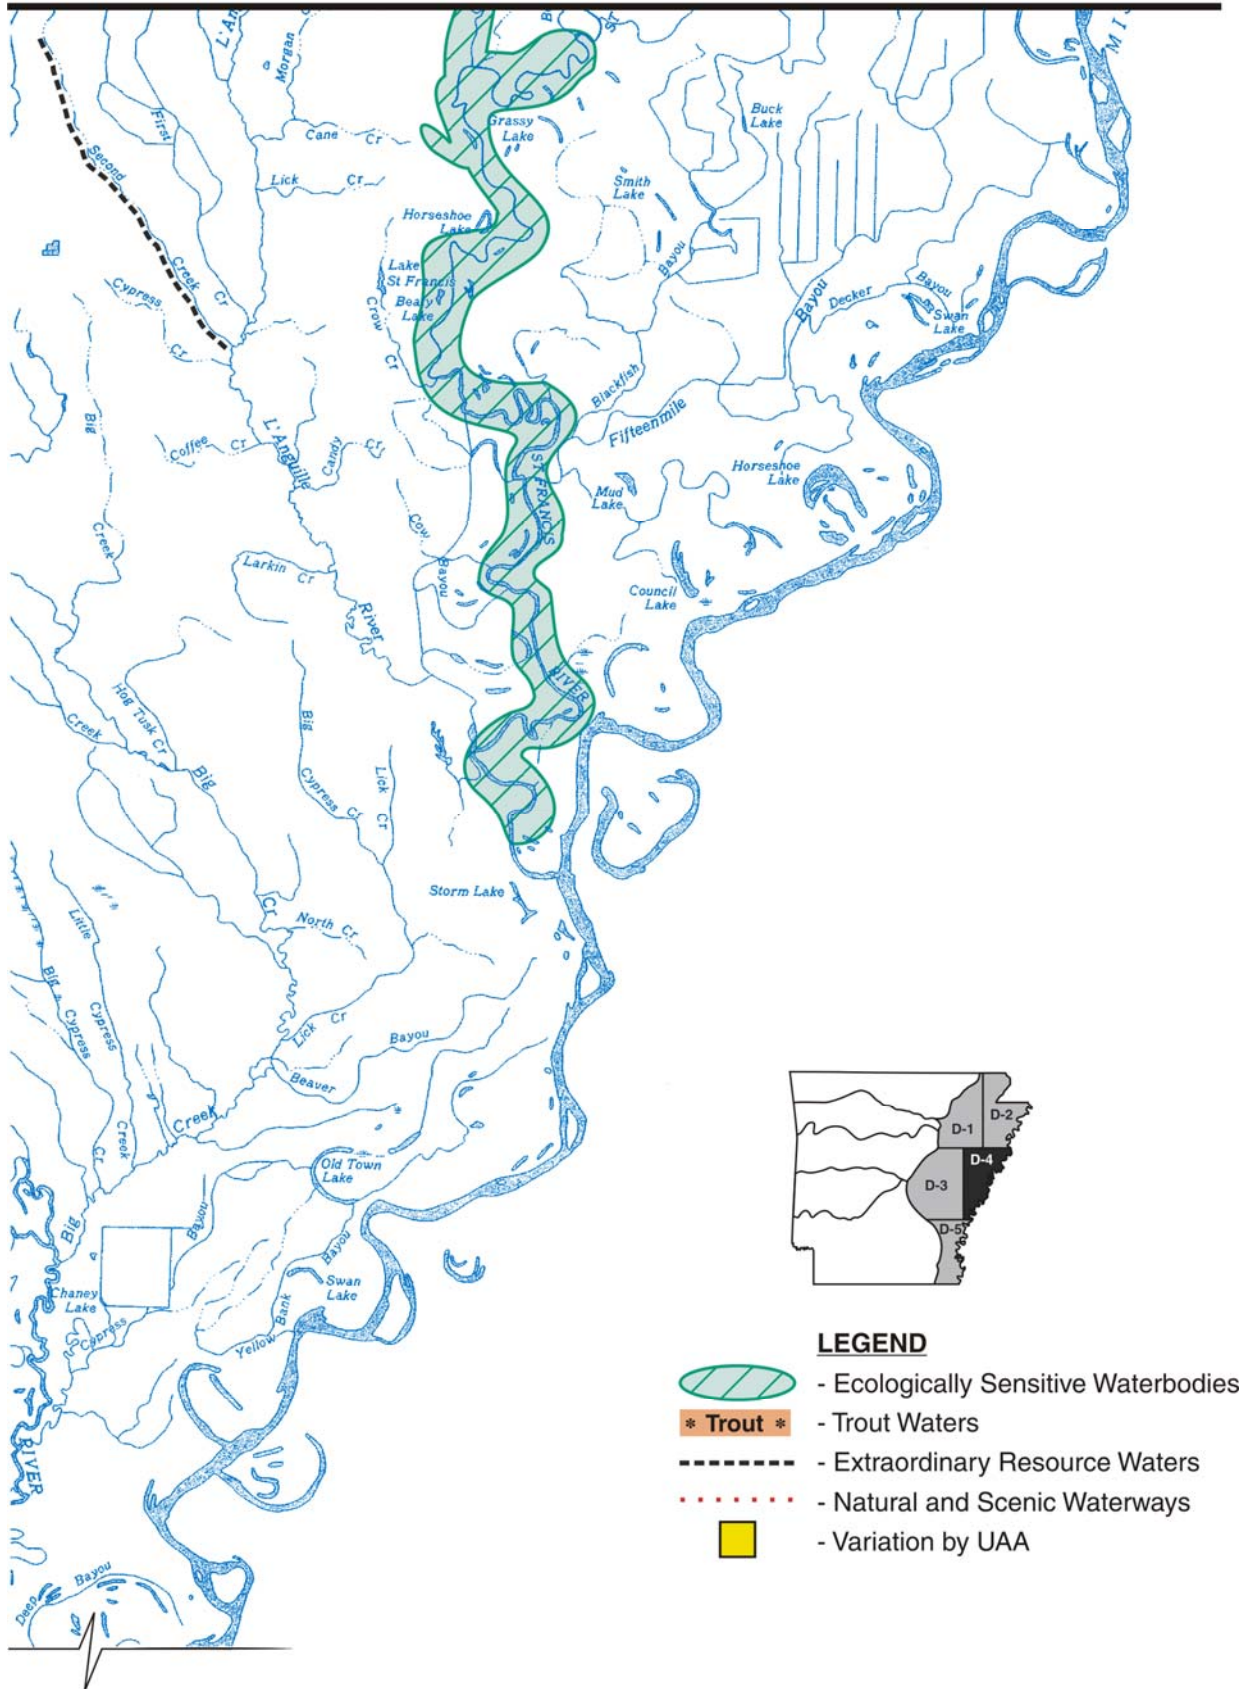 L'An
Morgan
B
ST
MIS
First
Cane Cr
Grassy
Lake
Buck
Lake
Second
Lick Cr
Smith
Lake
Horseshoe
Lake
Creek
Cr
Bayou
Lake
St Francis
Bealy
Lake
Cypress
Cr
Crow
Cr
Bayou
Decker
Bayou
Swan
Lake
Big
Creek
Blackfish
Fifteenmile
Coffee Cr
L'Anguille
Candy
Cr
ST FRANCIS
Horseshoe
Lake
Mud
Lake
Cow
Bayou
Larkin Cr
River
Council
Lake
RIVER
Hog Tusk Cr
Creek
Big
Big
Cypress Cr
Lick
Cr
Storm Lake
Cr
North Cr
Little
Cypress
Creek
Big
Cypress
Cr
Lick Cr
Bayou
Beaver
Creek
Old Town
Lake
Big
Bayou
Bayou
Swan
Lake
Bank
Yellow
Chaney
Lake
Cypress
RIVER
Deep
Bayou
D-1
D-2
D-4
D-3
D-5
LEGEND
- Ecologically Sensitive Waterbodies
* Trout * - Trout Waters
- Extraordinary Resource Waters
- Natural and Scenic Waterways
- Variation by UAA